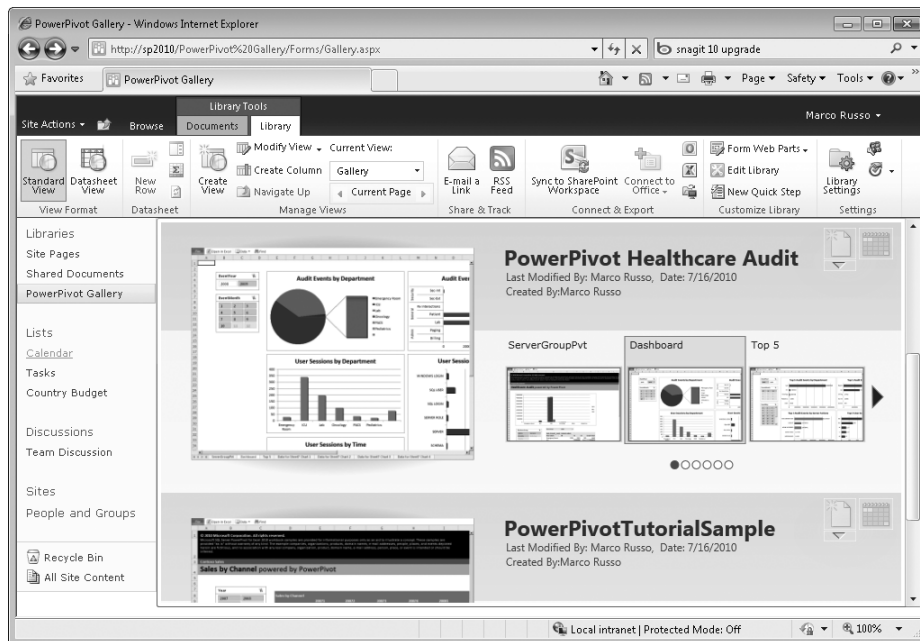 PowerPivot Gallery - Windows Internet Explorer
http://sp2010/PowerPivot%20Gallery/Forms/Gallery.aspx
snagit 10 upgrade
Favorites
PowerPivot Gallery
Page
Safety
Tools
Library Tools
Marco Russo
Site Actions
Browse
Documents
Library
Standard View
Datasheet View
New Row
Create View
Modify View
Create Column
Navigate Up
Current View:
Gallery
Current Page
E-mail a Link
RSS Feed
Sync to SharePoint Workspace
Connect to Office
Form Web Parts
Edit Library
New Quick Step
Library Settings
View Format
Datasheet
Manage Views
Share & Track
Connect & Export
Customize Library
Settings
Libraries
Site Pages
Shared Documents
PowerPivot Gallery
Lists
Calendar
Tasks
Country Budget
Discussions
Team Discussion
Sites
People and Groups
Recycle Bin
All Site Content
Audit Events by Department
User Sessions by Department
User Sessions by Time
PowerPivot Healthcare Audit
Last Modified By: Marco Russo, Date: 7/16/2010
Created By:Marco Russo
ServerGroupPvt
Dashboard
Top 5
Sales by Channel powered by PowerPivot
PowerPivotTutorialSample
Last Modified By: Marco Russo, Date: 7/16/2010
Created By:Marco Russo
Local intranet | Protected Mode: Off
100%